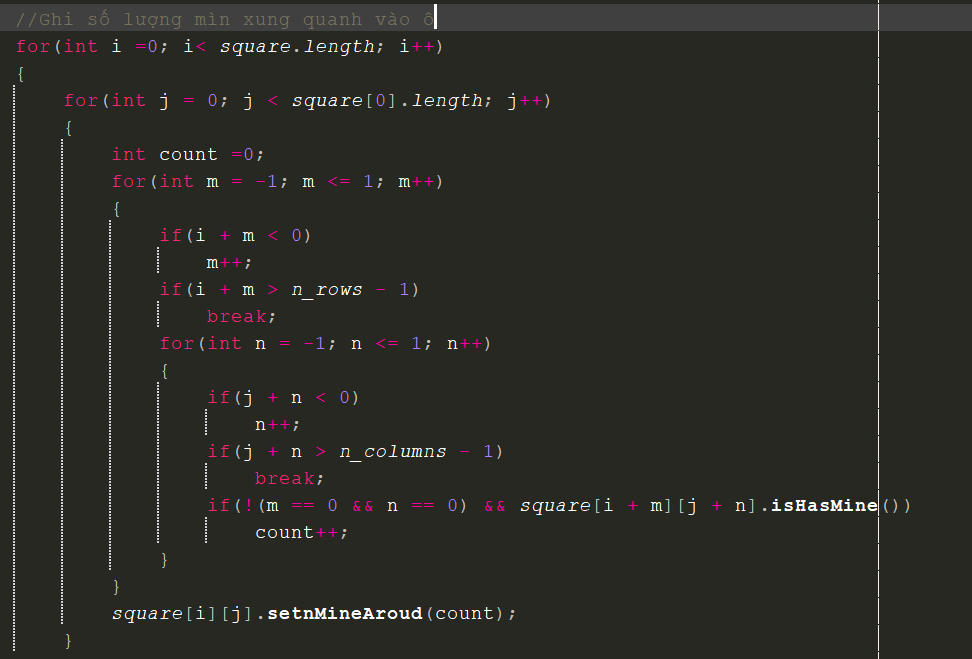 //Ghi số lượng mìn xung quanh vào ô
for(int i =0; i< square.length; i++)
{
for(int j = 0; j < square[0].length; j++)
{
int count =0;
for(int m = -1; m <= 1; m++)
{
if(i + m < 0)
m++;
if(i + m > n_rows - 1)
break;
for(int n = -1; n <= 1; n++)
{
if(j + n < 0)
n++;
if(j + n > n_columns - 1)
break;
if(!(m == 0 && n == 0) && square[i + m][j + n].isHasMine())
count++;
}
}
square[i][j].setnMineAroud(count);
}